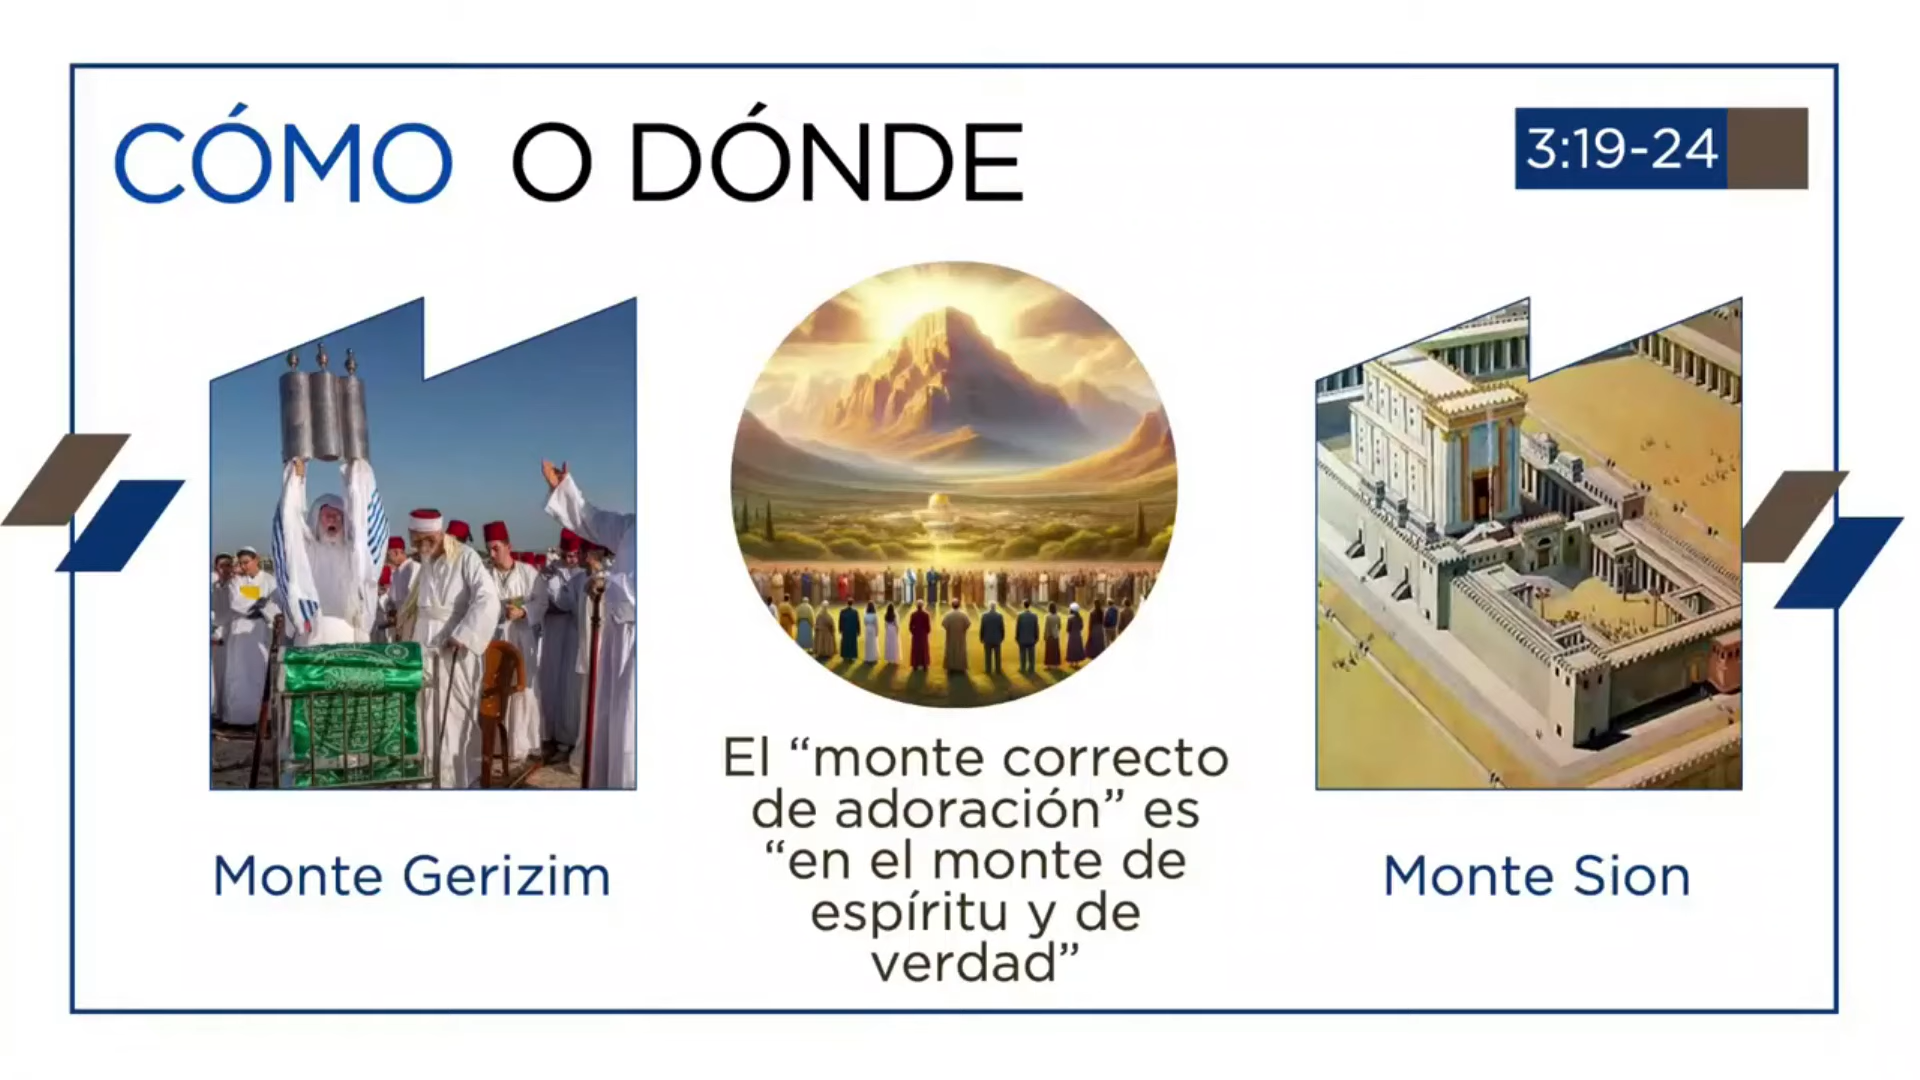 CÓMO O DÓNDE
3:19-24
El “monte correcto
de adoración” es
“en el monte de
espíritu y de
verdad”
Monte Gerizim
Monte Sion